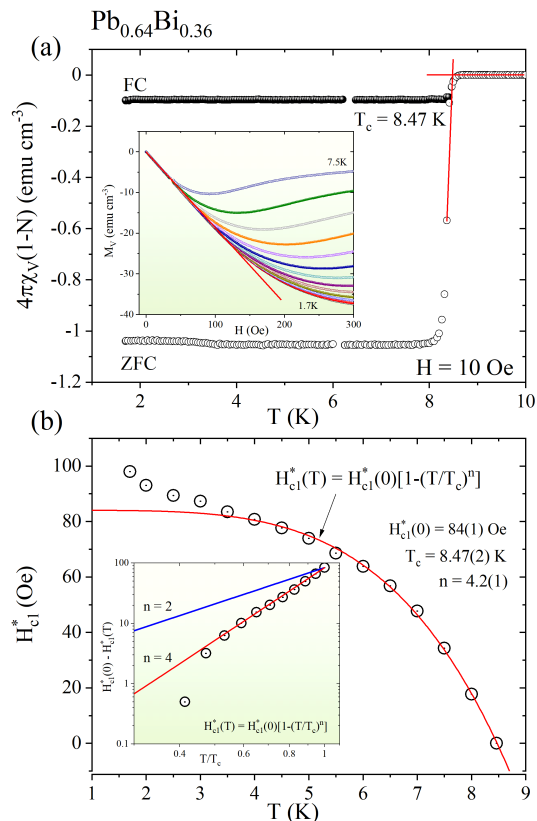 Pb0.64Bi0.36
(a)
FC
Tc = 8.47 K
4πχV(1-N) (emu cm-3)
0
-0.2
-0.4
-0.6
-0.8
-1.0
-1.2
7.5K
1.7K
MV (emu cm-3)
0
-10
-20
-30
-40
0 100 200 300
H (Oe)
ZFC
H = 10 Oe
2 4 6 8 10
T (K)
(b)
H*c1(T) = H*c1(0)[1-(T/Tc)n]
H*c1(0) = 84(1) Oe
Tc = 8.47(2) K
n = 4.2(1)
H*c1 (Oe)
100
80
60
40
20
0
n = 2
n = 4
H*c1(0) - H*c1(T)
100
10
1
0.1
H*c1(T) = H*c1(0)[1-(T/Tc)n]
0.4 0.6 0.8 1
T/Tc
1 2 3 4 5 6 7 8 9
T (K)